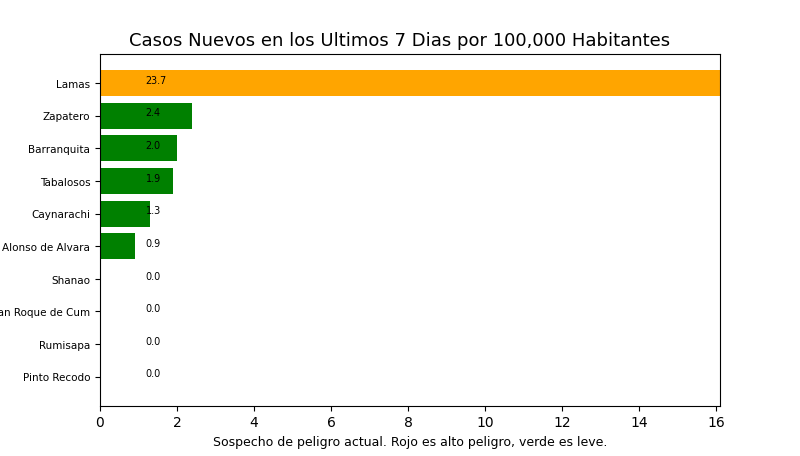 Casos Nuevos en los Ultimos 7 Dias por 100,000 Habitantes
Lamas 23.7
Zapatero 2.4
Barranquita 2.0
Tabalosos 1.9
Caynarachi 1.3
Alonso de Alvara 0.9
Shanao 0.0
an Roque de Cum 0.0
Rumisapa 0.0
Pinto Recodo 0.0
0 2 4 6 8 10 12 14 16
Sospecho de peligro actual. Rojo es alto peligro, verde es leve.